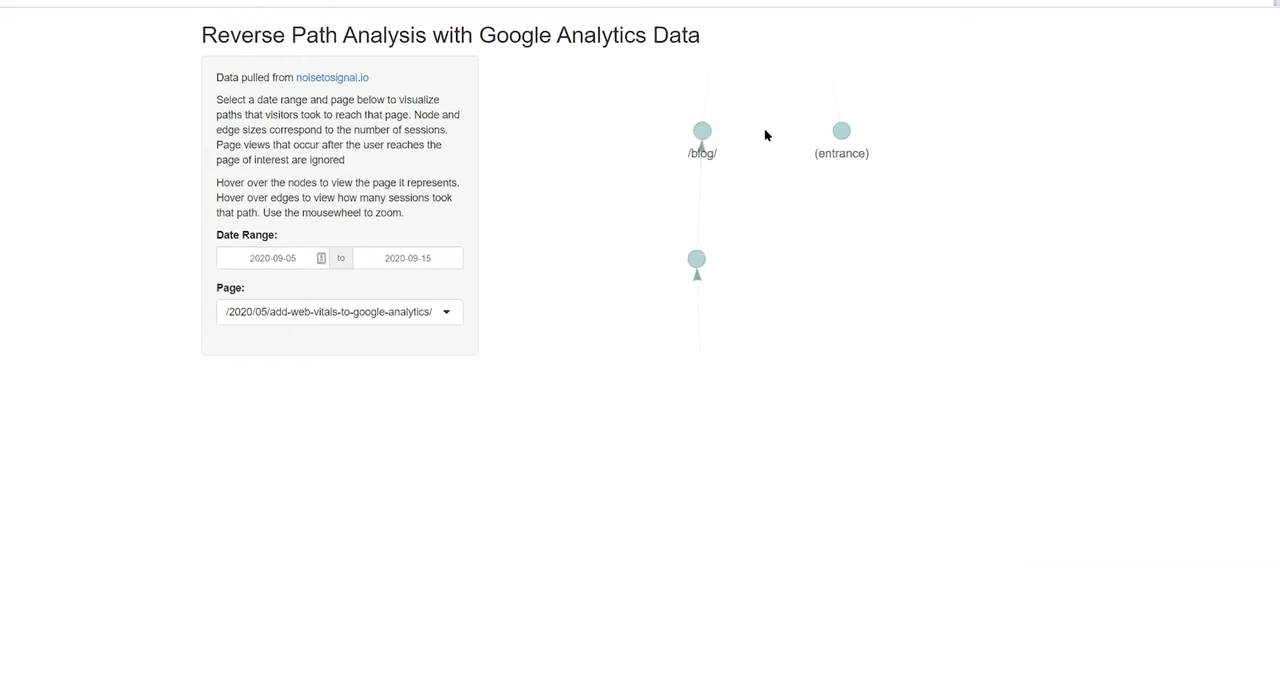 Reverse Path Analysis with Google Analytics Data
Data pulled from noisetosignal.io
Select a date range and page below to visualize
paths that visitors took to reach that page. Node and
edge sizes correspond to the number of sessions.
Page views that occur after the user reaches the
page of interest are ignored
Hover over the nodes to view the page it represents.
Hover over edges to view how many sessions took
that path. Use the mousewheel to zoom.
Date Range:
2020-09-05 to 2020-09-15
Page:
/2020/05/add-web-vitals-to-google-analytics/
/blog/
(entrance)